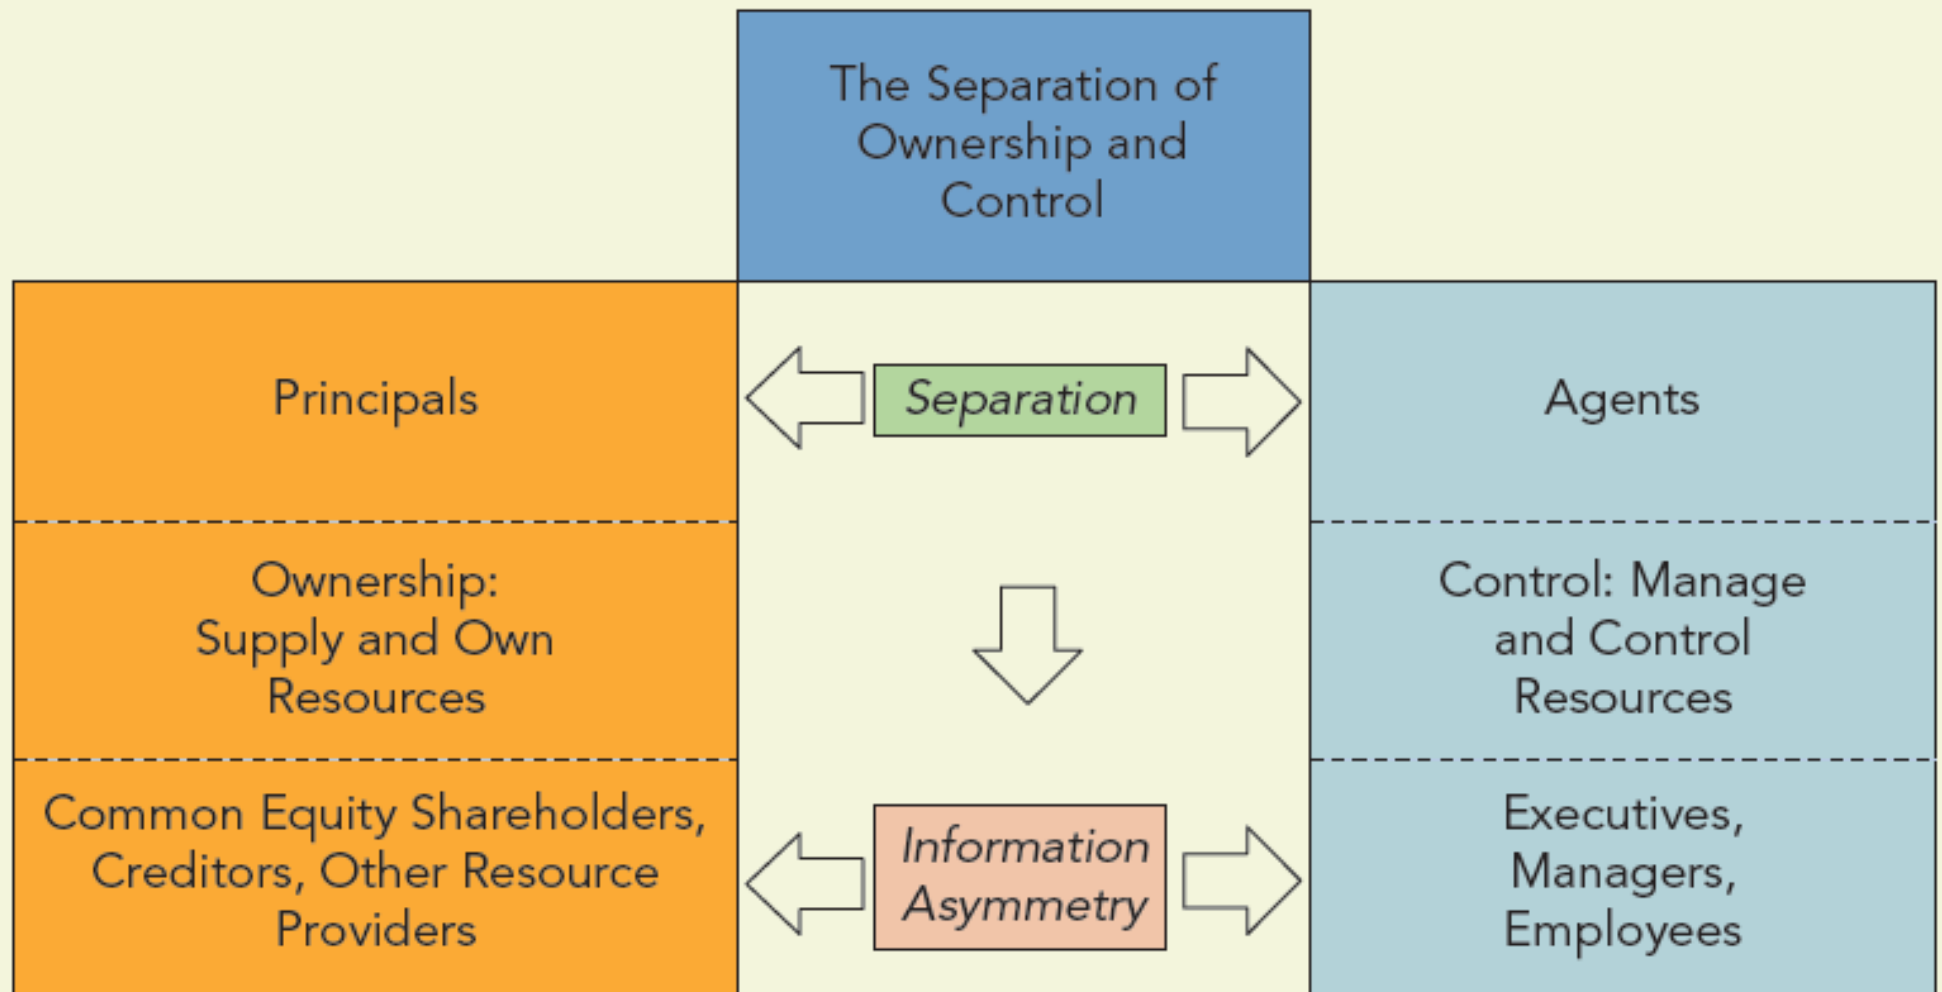 The Separation of
Ownership and
Control
Principals
Separation
Agents
Ownership:
Supply and Own
Resources
Control: Manage
and Control
Resources
Common Equity Shareholders,
Creditors, Other Resource
Providers
Information
Asymmetry
Executives,
Managers,
Employees